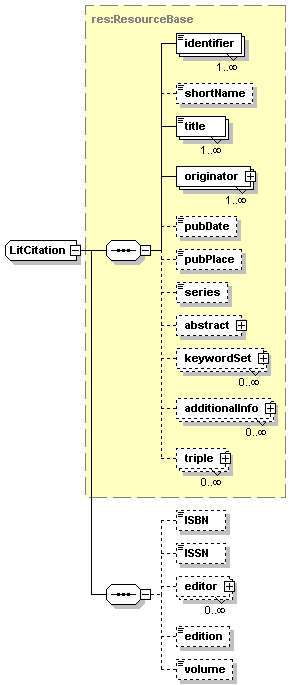 res:ResourceBase
identifier
1..∞
shortName
title
1..∞
originator
1..∞
pubDate
LitCitation
pubPlace
series
abstract
keywordSet
0..∞
additionalInfo
0..∞
triple
0..∞
ISBN
ISSN
editor
0..∞
edition
volume